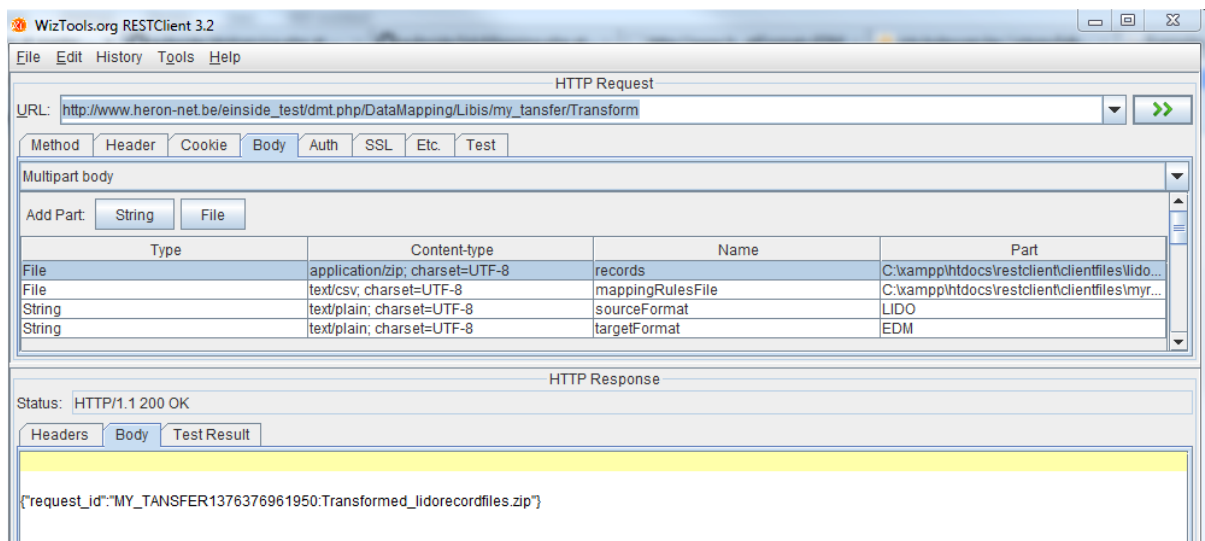 WizTools.org RESTClient 3.2
File Edit History Tools Help
HTTP Request
URL: http://www.heron-net.be/einside_test/dmt.php/DataMapping/Libis/my_tansfer/Transform
Method Header Cookie Body Auth SSL Etc. Test
Multipart body
Add Part: String File
Type Content-type Name Part
File application/zip; charset=UTF-8 records C:\xampp\htdocs\restclient\clientfiles\lido...
File text/csv; charset=UTF-8 mappingRulesFile C:\xampp\htdocs\restclient\clientfiles\myr...
String text/plain; charset=UTF-8 sourceFormat LIDO
String text/plain; charset=UTF-8 targetFormat EDM
HTTP Response
Status: HTTP/1.1 200 OK
Headers Body Test Result
{"request_id":"MY_TANSFER1376376961950:Transformed_lidorecordfiles.zip"}